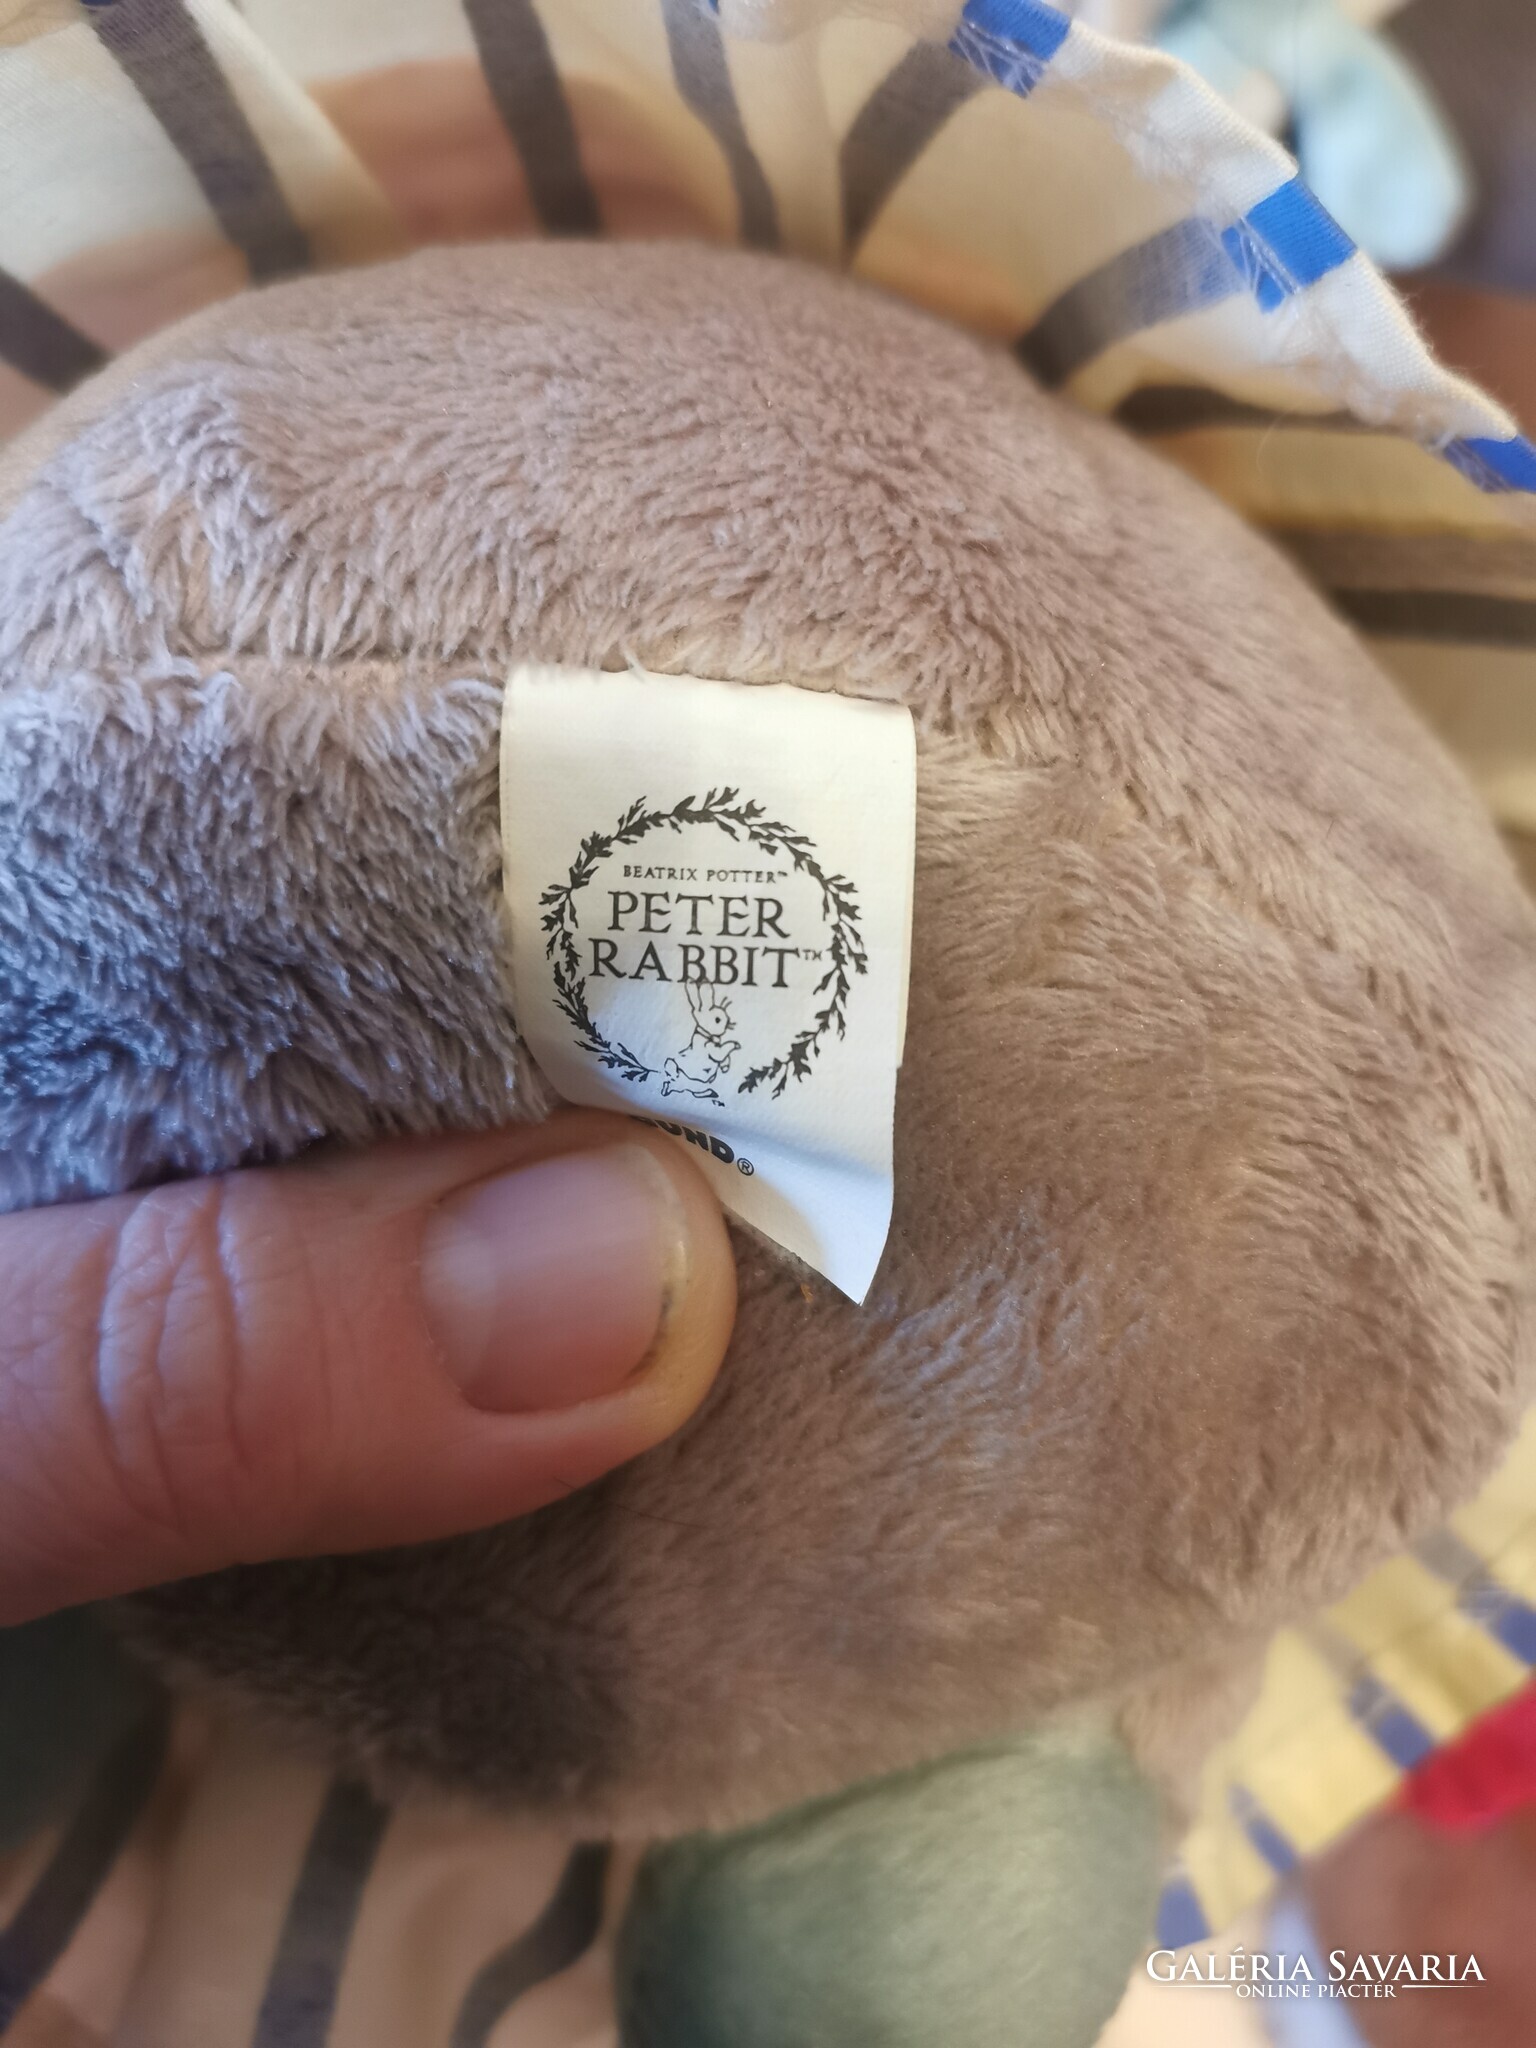 BEATRIX POTTER™
PETER
RABBIT™
GALÉRIA SAVARIA
ONLINE PIACTÉR